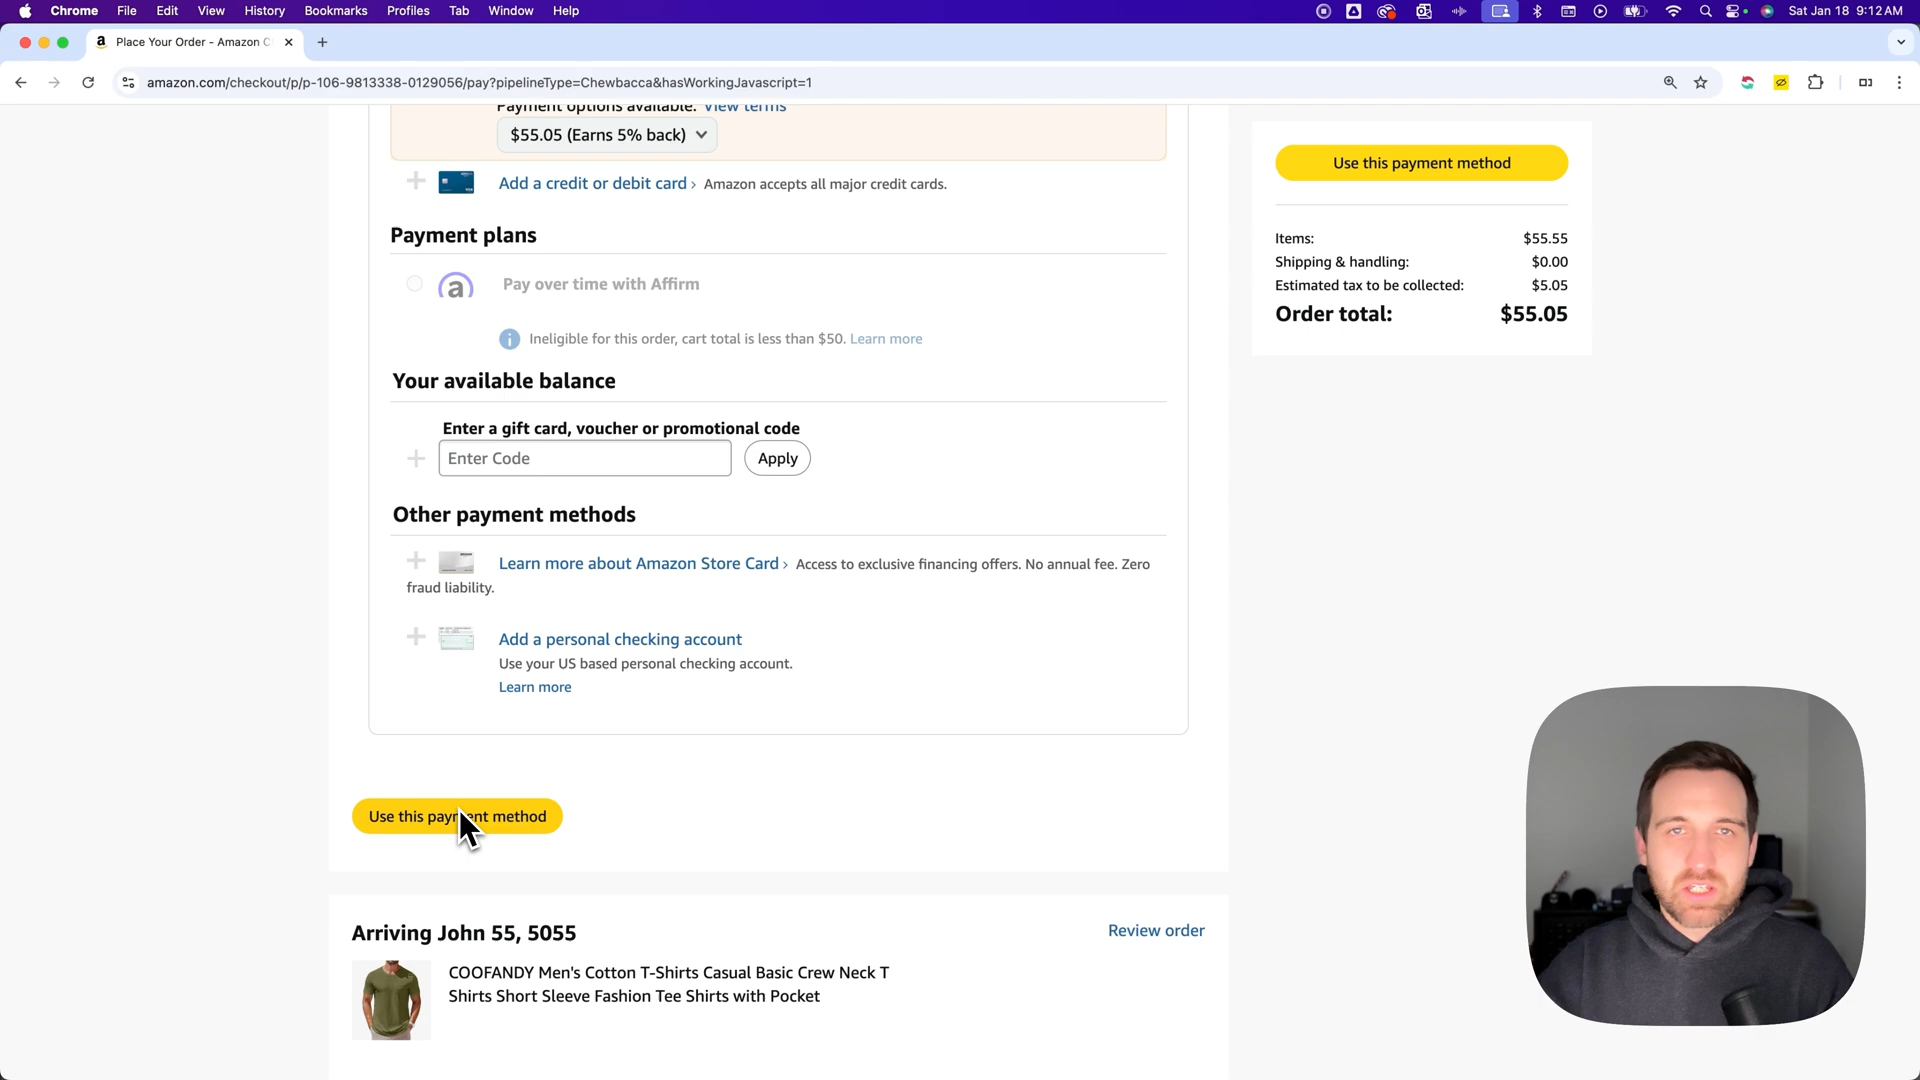 Chrome File Edit View History Bookmarks Profiles Tab Window Help Sat Jan 18 9:12 AM
a Place Your Order - Amazon C
amazon.com/checkout/p/p-106-9813338-0129056/pay?pipelineType=Chewbacca&hasWorkingJavascript=1
Payment options available. View terms
$55.05 (Earns 5% back)
Add a credit or debit card › Amazon accepts all major credit cards.
Payment plans
a Pay over time with Affirm
Ineligible for this order, cart total is less than $50. Learn more
Your available balance
Enter a gift card, voucher or promotional code
Enter Code Apply
Other payment methods
Learn more about Amazon Store Card › Access to exclusive financing offers. No annual fee. Zero
fraud liability.
Add a personal checking account
Use your US based personal checking account.
Learn more
Use this payment method
Arriving John 55, 5055 Review order
COOFANDY Men's Cotton T-Shirts Casual Basic Crew Neck T
Shirts Short Sleeve Fashion Tee Shirts with Pocket
Use this payment method
Items: $55.55
Shipping & handling: $0.00
Estimated tax to be collected: $5.05
Order total: $55.05